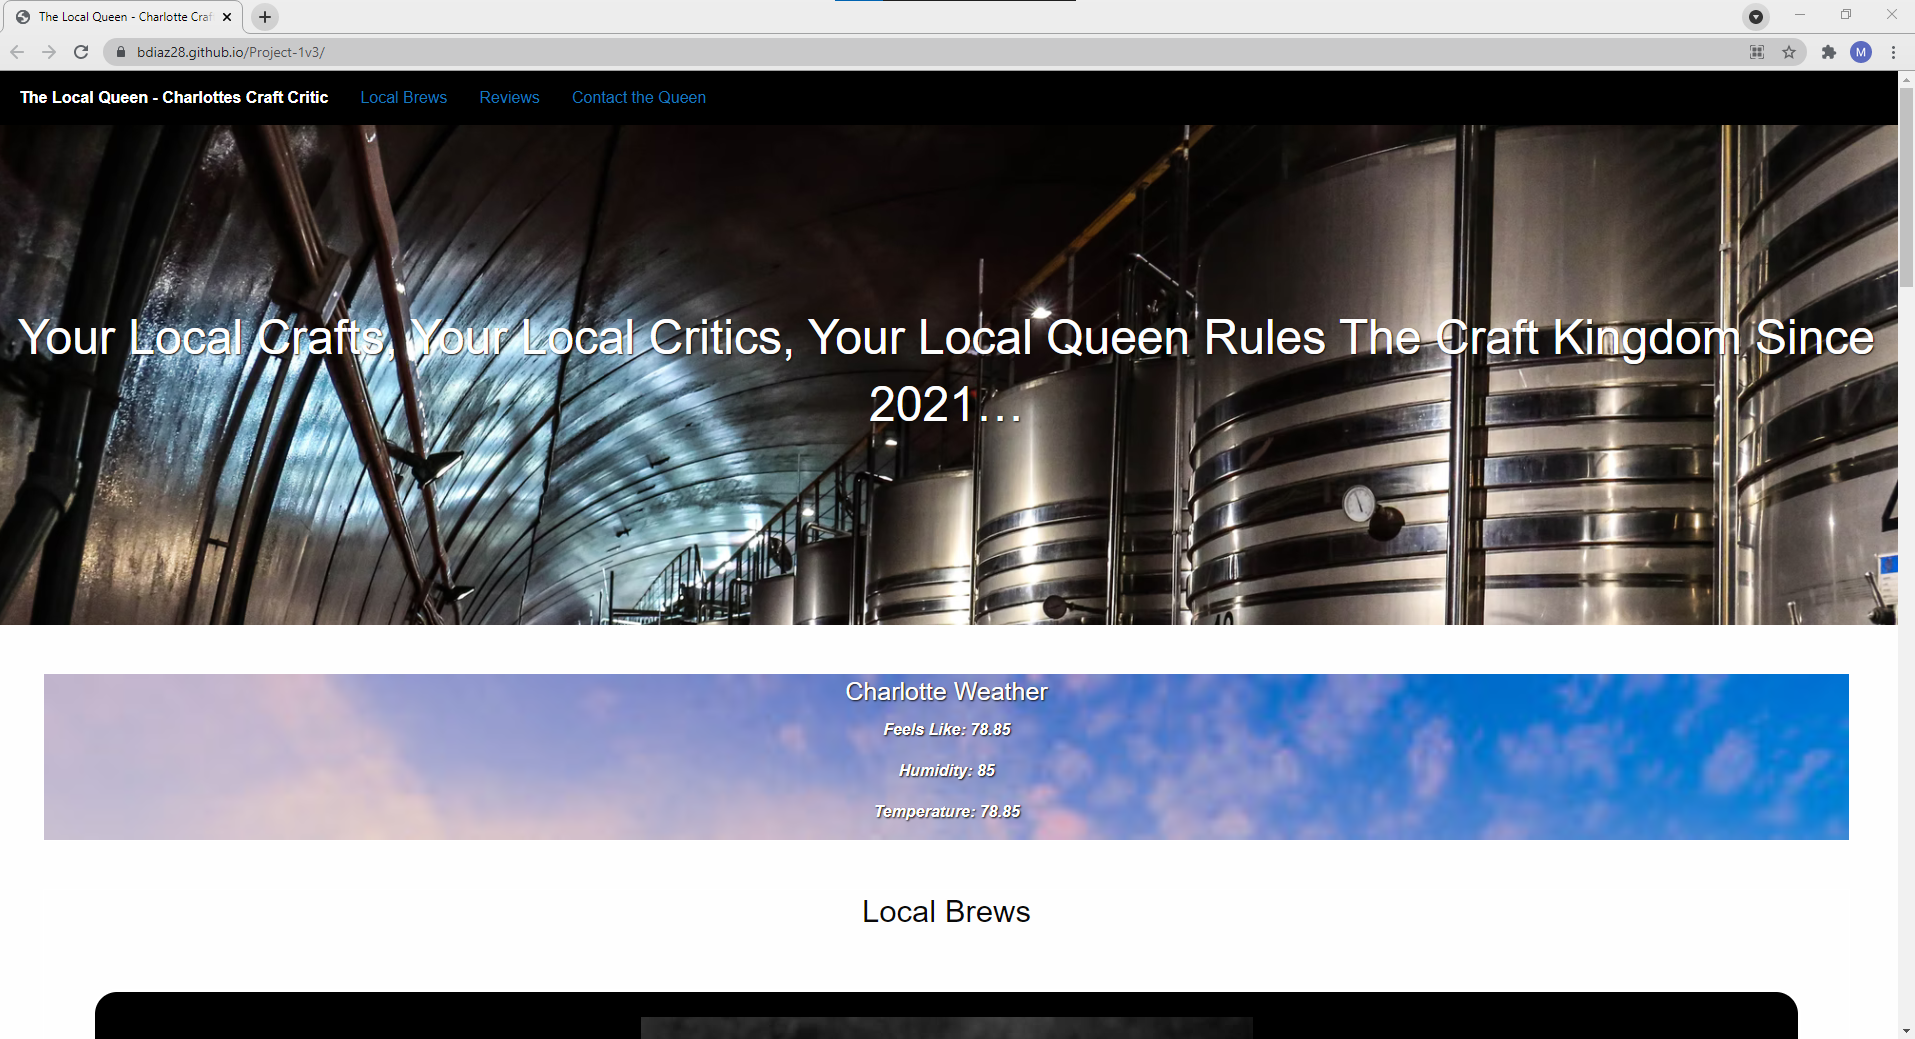 The Local Queen - Charlotte Craf
bdiaz28.github.io/Project-1v3/
M
The Local Queen - Charlottes Craft Critic Local Brews Reviews Contact the Queen
Your Local Crafts, Your Local Critics, Your Local Queen Rules The Craft Kingdom Since
2021...
Charlotte Weather
Feels Like: 78.85
Humidity: 85
Temperature: 78.85
Local Brews